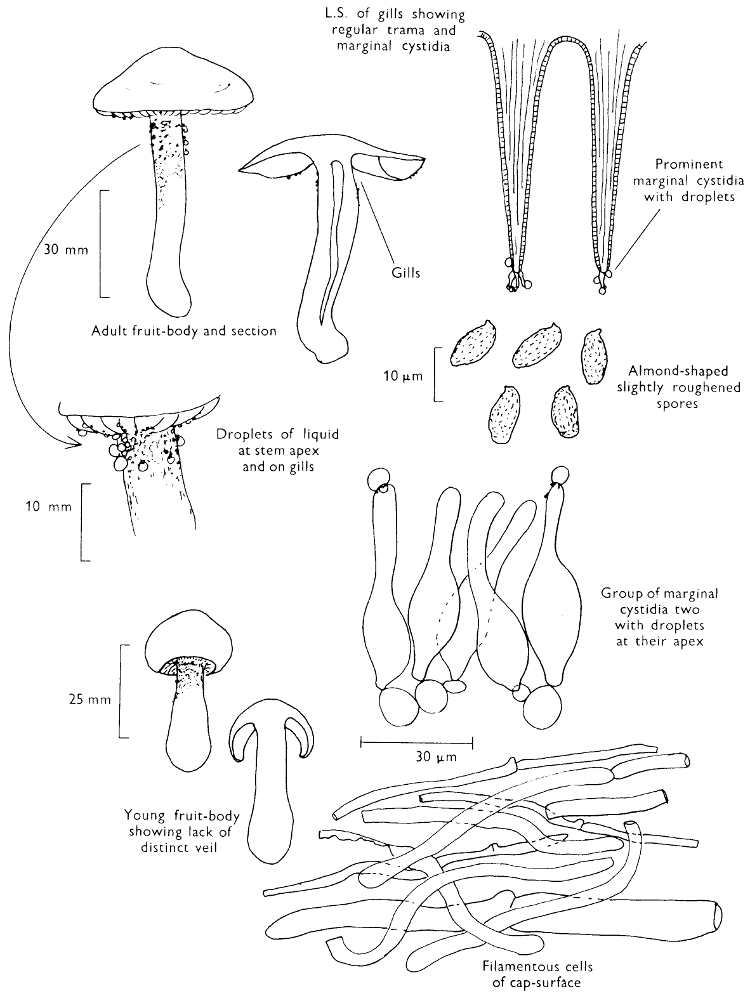 L.S. of gills showing
regular trama and
marginal cystidia
Prominent
marginal cystidia
with droplets
30 mm
Gills
Adult fruit-body and section
10 µm
Almond-shaped
slightly roughened
spores
Droplets of liquid
at stem apex
and on gills
10 mm
Group of marginal
cystidia two
with droplets
at their apex
25 mm
30 µm
Young fruit-body
showing lack of
distinct veil
Filamentous cells
of cap-surface